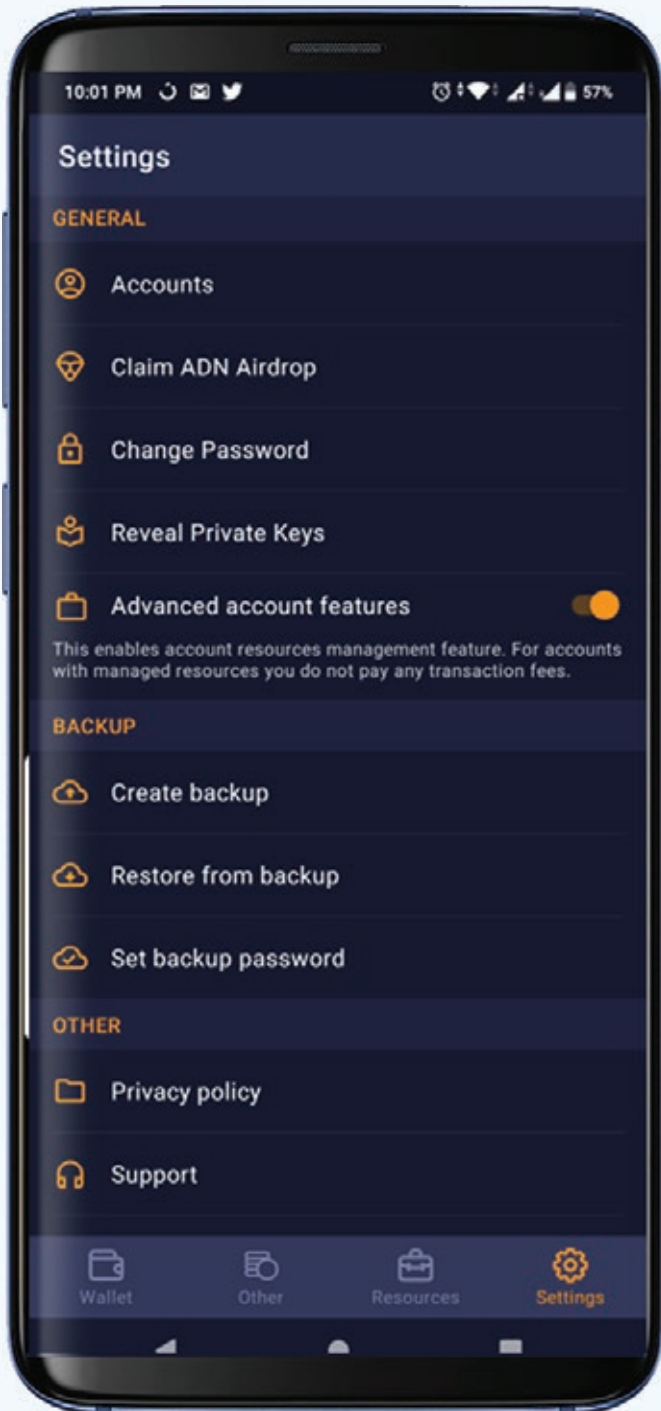 10:01 PM 57%
Settings
GENERAL
Accounts
Claim ADN Airdrop
Change Password
Reveal Private Keys
Advanced account features
This enables account resources management feature. For accounts
with managed resources you do not pay any transaction fees.
BACKUP
Create backup
Restore from backup
Set backup password
OTHER
Privacy policy
Support
Wallet Other Resources Settings